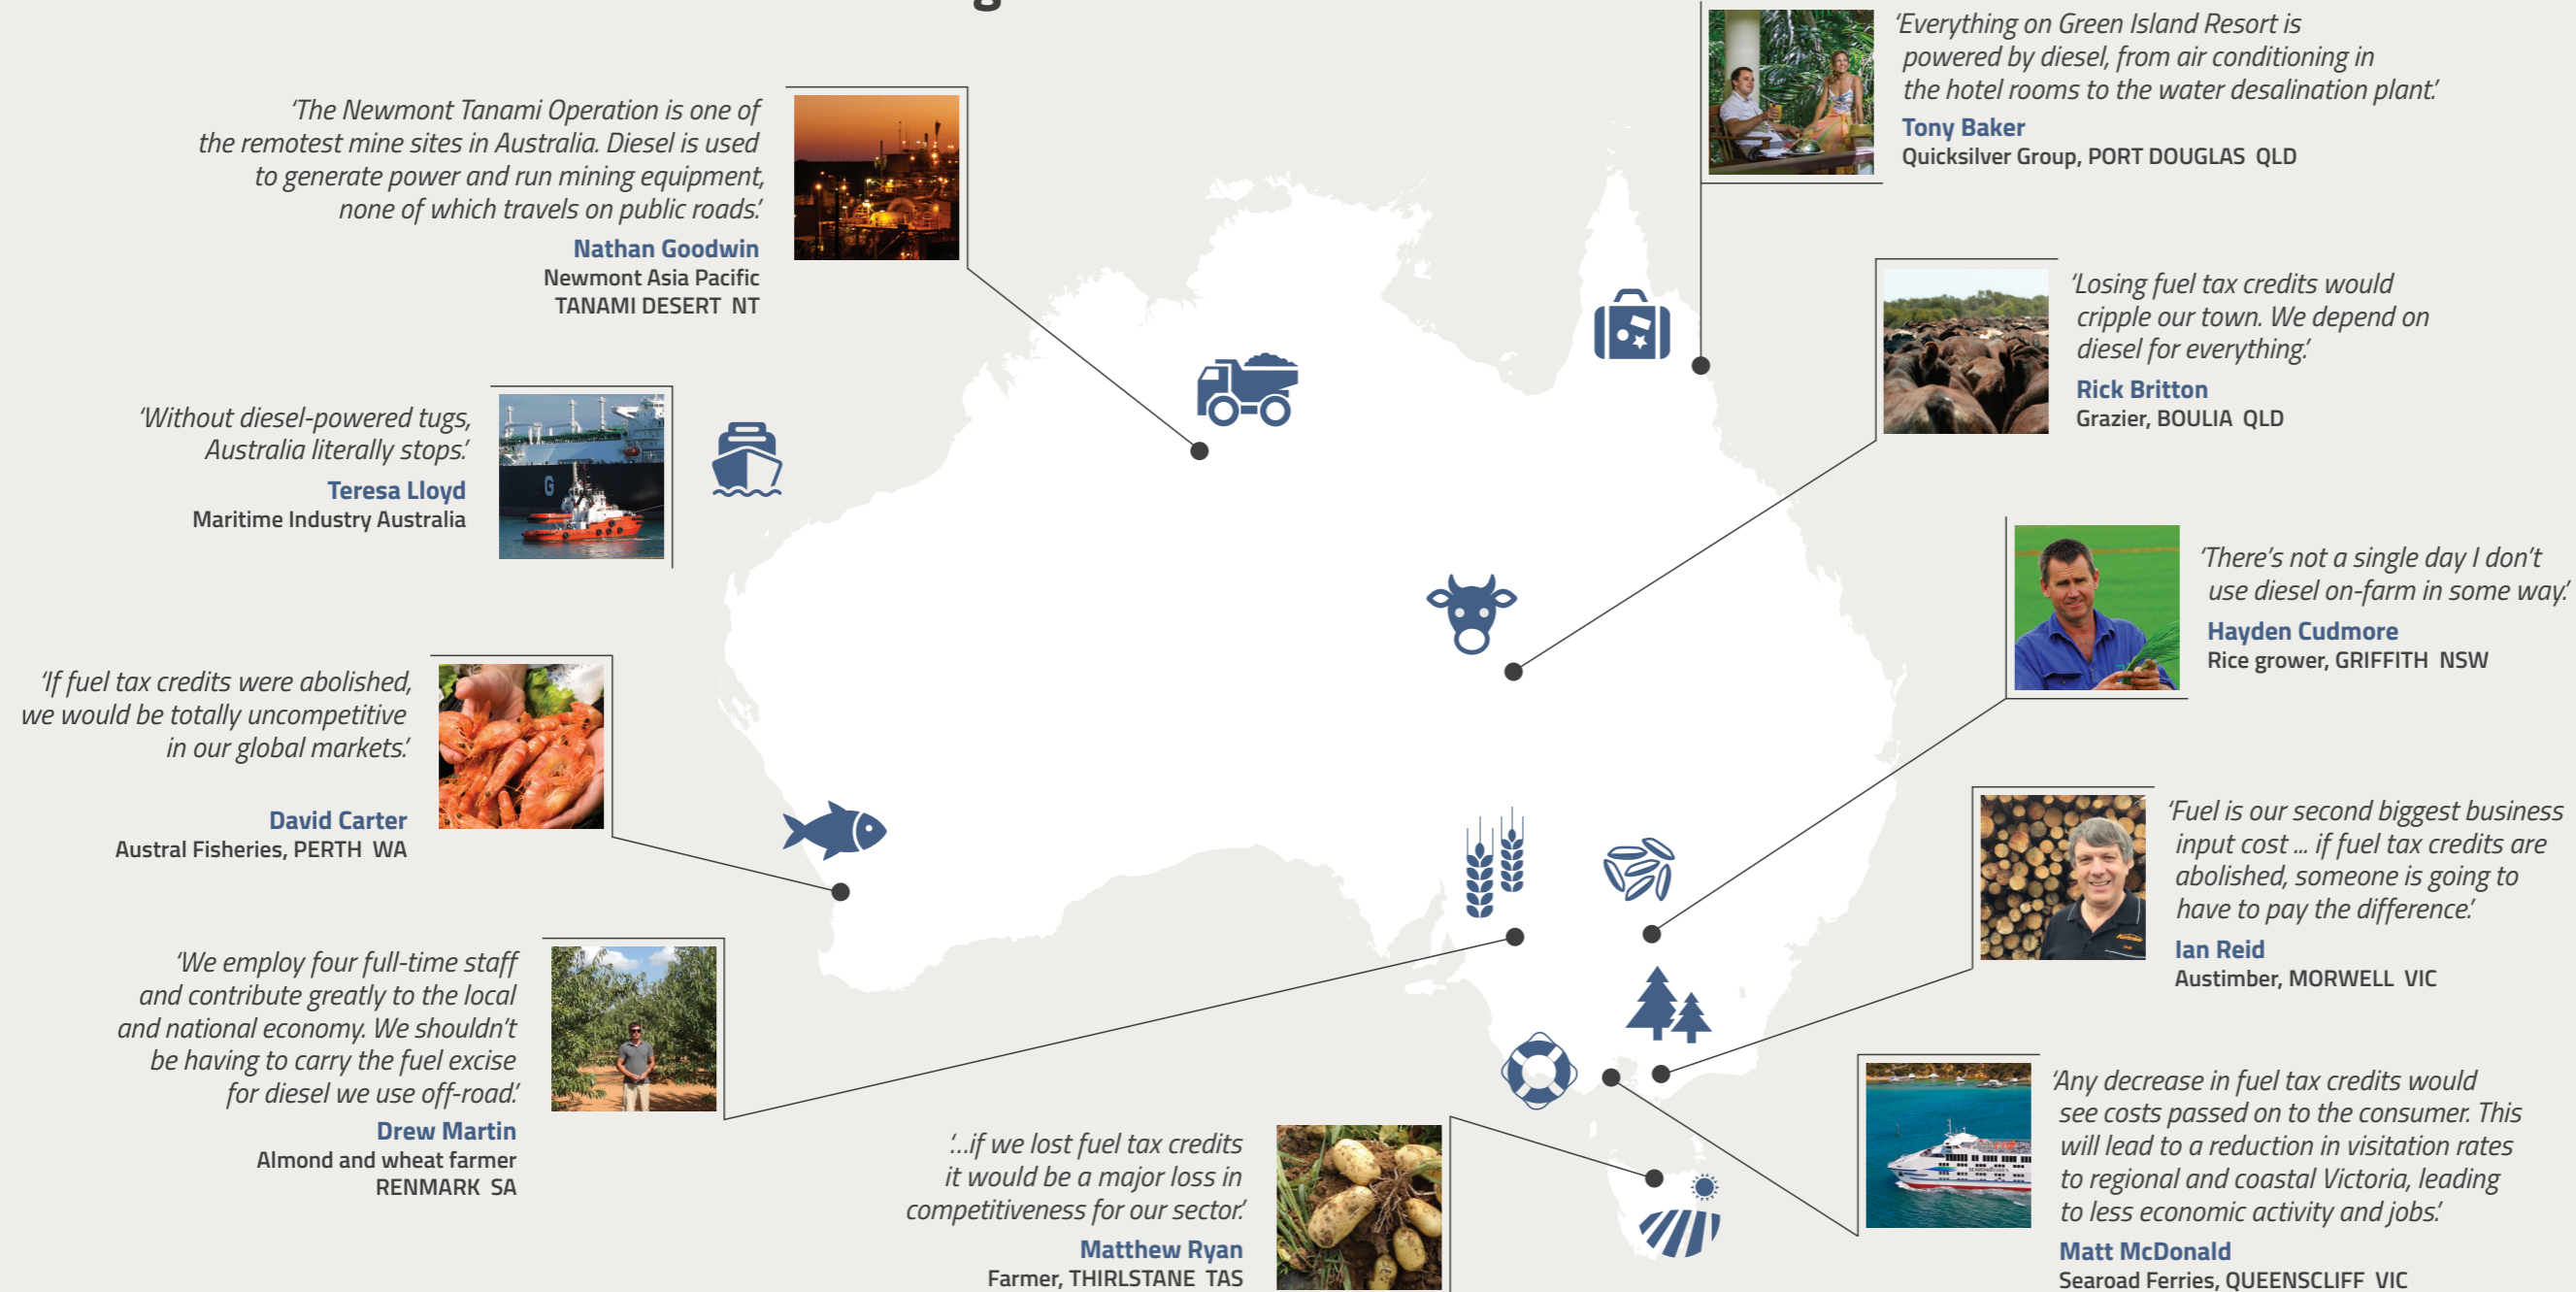 g
'Everything on Green Island Resort is
powered by diesel, from air conditioning in
the hotel rooms to the water desalination plant.'
Tony Baker
Quicksilver Group, PORT DOUGLAS QLD
'The Newmont Tanami Operation is one of
the remotest mine sites in Australia. Diesel is used
to generate power and run mining equipment,
none of which travels on public roads.'
Nathan Goodwin
Newmont Asia Pacific
TANAMI DESERT NT
'Losing fuel tax credits would
cripple our town. We depend on
diesel for everything.'
Rick Britton
Grazier, BOULIA QLD
'Without diesel-powered tugs,
Australia literally stops.'
Teresa Lloyd
Maritime Industry Australia
G
'There's not a single day I don't
use diesel on-farm in some way.'
Hayden Cudmore
Rice grower, GRIFFITH NSW
'If fuel tax credits were abolished,
we would be totally uncompetitive
in our global markets.'
David Carter
Austral Fisheries, PERTH WA
'Fuel is our second biggest business
input cost ... if fuel tax credits are
abolished, someone is going to
have to pay the difference.'
Ian Reid
Austimber, MORWELL VIC
'We employ four full-time staff
and contribute greatly to the local
and national economy. We shouldn't
be having to carry the fuel excise
for diesel we use off-road.'
Drew Martin
Almond and wheat farmer
RENMARK SA
'...if we lost fuel tax credits
it would be a major loss in
competitiveness for our sector.'
Matthew Ryan
Farmer, THIRLSTANE TAS
'Any decrease in fuel tax credits would
see costs passed on to the consumer. This
will lead to a reduction in visitation rates
to regional and coastal Victoria, leading
to less economic activity and jobs.'
Matt McDonald
Searoad Ferries, QUEENSCLIFF VIC